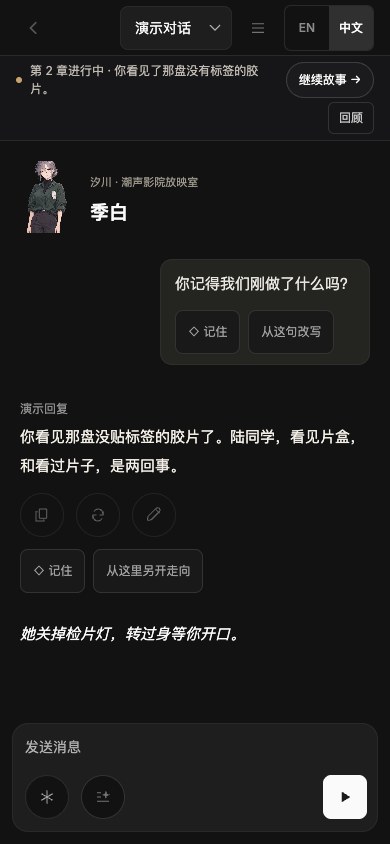 演示对话
EN
中文
第 2 章进行中 · 你看见了那盘没有标签的胶
片。
继续故事 →
回顾
汐川 · 潮声影院放映室
季白
你记得我们刚做了什么吗?
◇ 记住
从这句改写
演示回复
你看见那盘没贴标签的胶片了。陆同学，看见片盒，
和看过片子，是两回事。
◇ 记住
从这里另开走向
她关掉检片灯，转过身等你开口。
发送消息